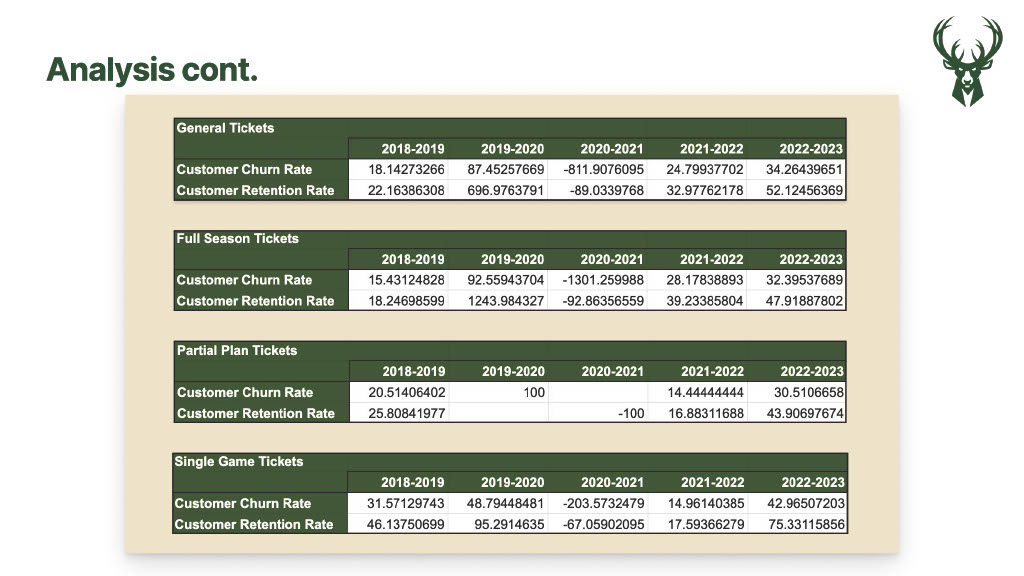 Analysis cont.
General Tickets
2018-2019 2019-2020 2020-2021 2021-2022 2022-2023
Customer Churn Rate 18.14273266 87.45257669 -811.9076095 24.79937702 34.26439651
Customer Retention Rate 22.16386308 696.9763791 -89.0339768 32.97762178 52.12456369
Full Season Tickets
2018-2019 2019-2020 2020-2021 2021-2022 2022-2023
Customer Churn Rate 15.43124828 92.55943704 -1301.259988 28.17838893 32.39537689
Customer Retention Rate 18.24698599 1243.984327 -92.86356559 39.23385804 47.91887802
Partial Plan Tickets
2018-2019 2019-2020 2020-2021 2021-2022 2022-2023
Customer Churn Rate 20.51406402 100 14.44444444 30.5106658
Customer Retention Rate 25.80841977 -100 16.88311688 43.90697674
Single Game Tickets
2018-2019 2019-2020 2020-2021 2021-2022 2022-2023
Customer Churn Rate 31.57129743 48.79448481 -203.5732479 14.96140385 42.96507203
Customer Retention Rate 46.13750699 95.2914635 -67.05902095 17.59366279 75.33115856